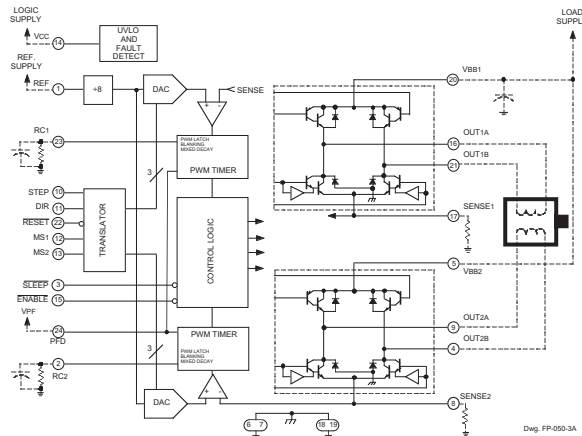 LOGIC
SUPPLY
VCC
14
UVLO
AND
FAULT
DETECT
REF.
SUPPLY
REF
1
÷8
DAC
+ -
SENSE
RC1
23
PWM LATCH
BLANKING
MIXED DECAY
PWM TIMER
3
STEP
10
DIR
11
RESET
22
MS1
12
MS2
13
TRANSLATOR
CONTROL LOGIC
SLEEP
3
ENABLE
15
VPF
24
PFD
PWM TIMER
PWM LATCH
BLANKING
MIXED DECAY
2
RC2
3
DAC
+ -
LOAD
SUPPL
VBB1
20
OUT1A
16
OUT1B
21
SENSE1
17
5
VBB2
OUT2A
9
OUT2B
4
SENSE2
8
6 7
18 19
Dwg. FP-050-3A